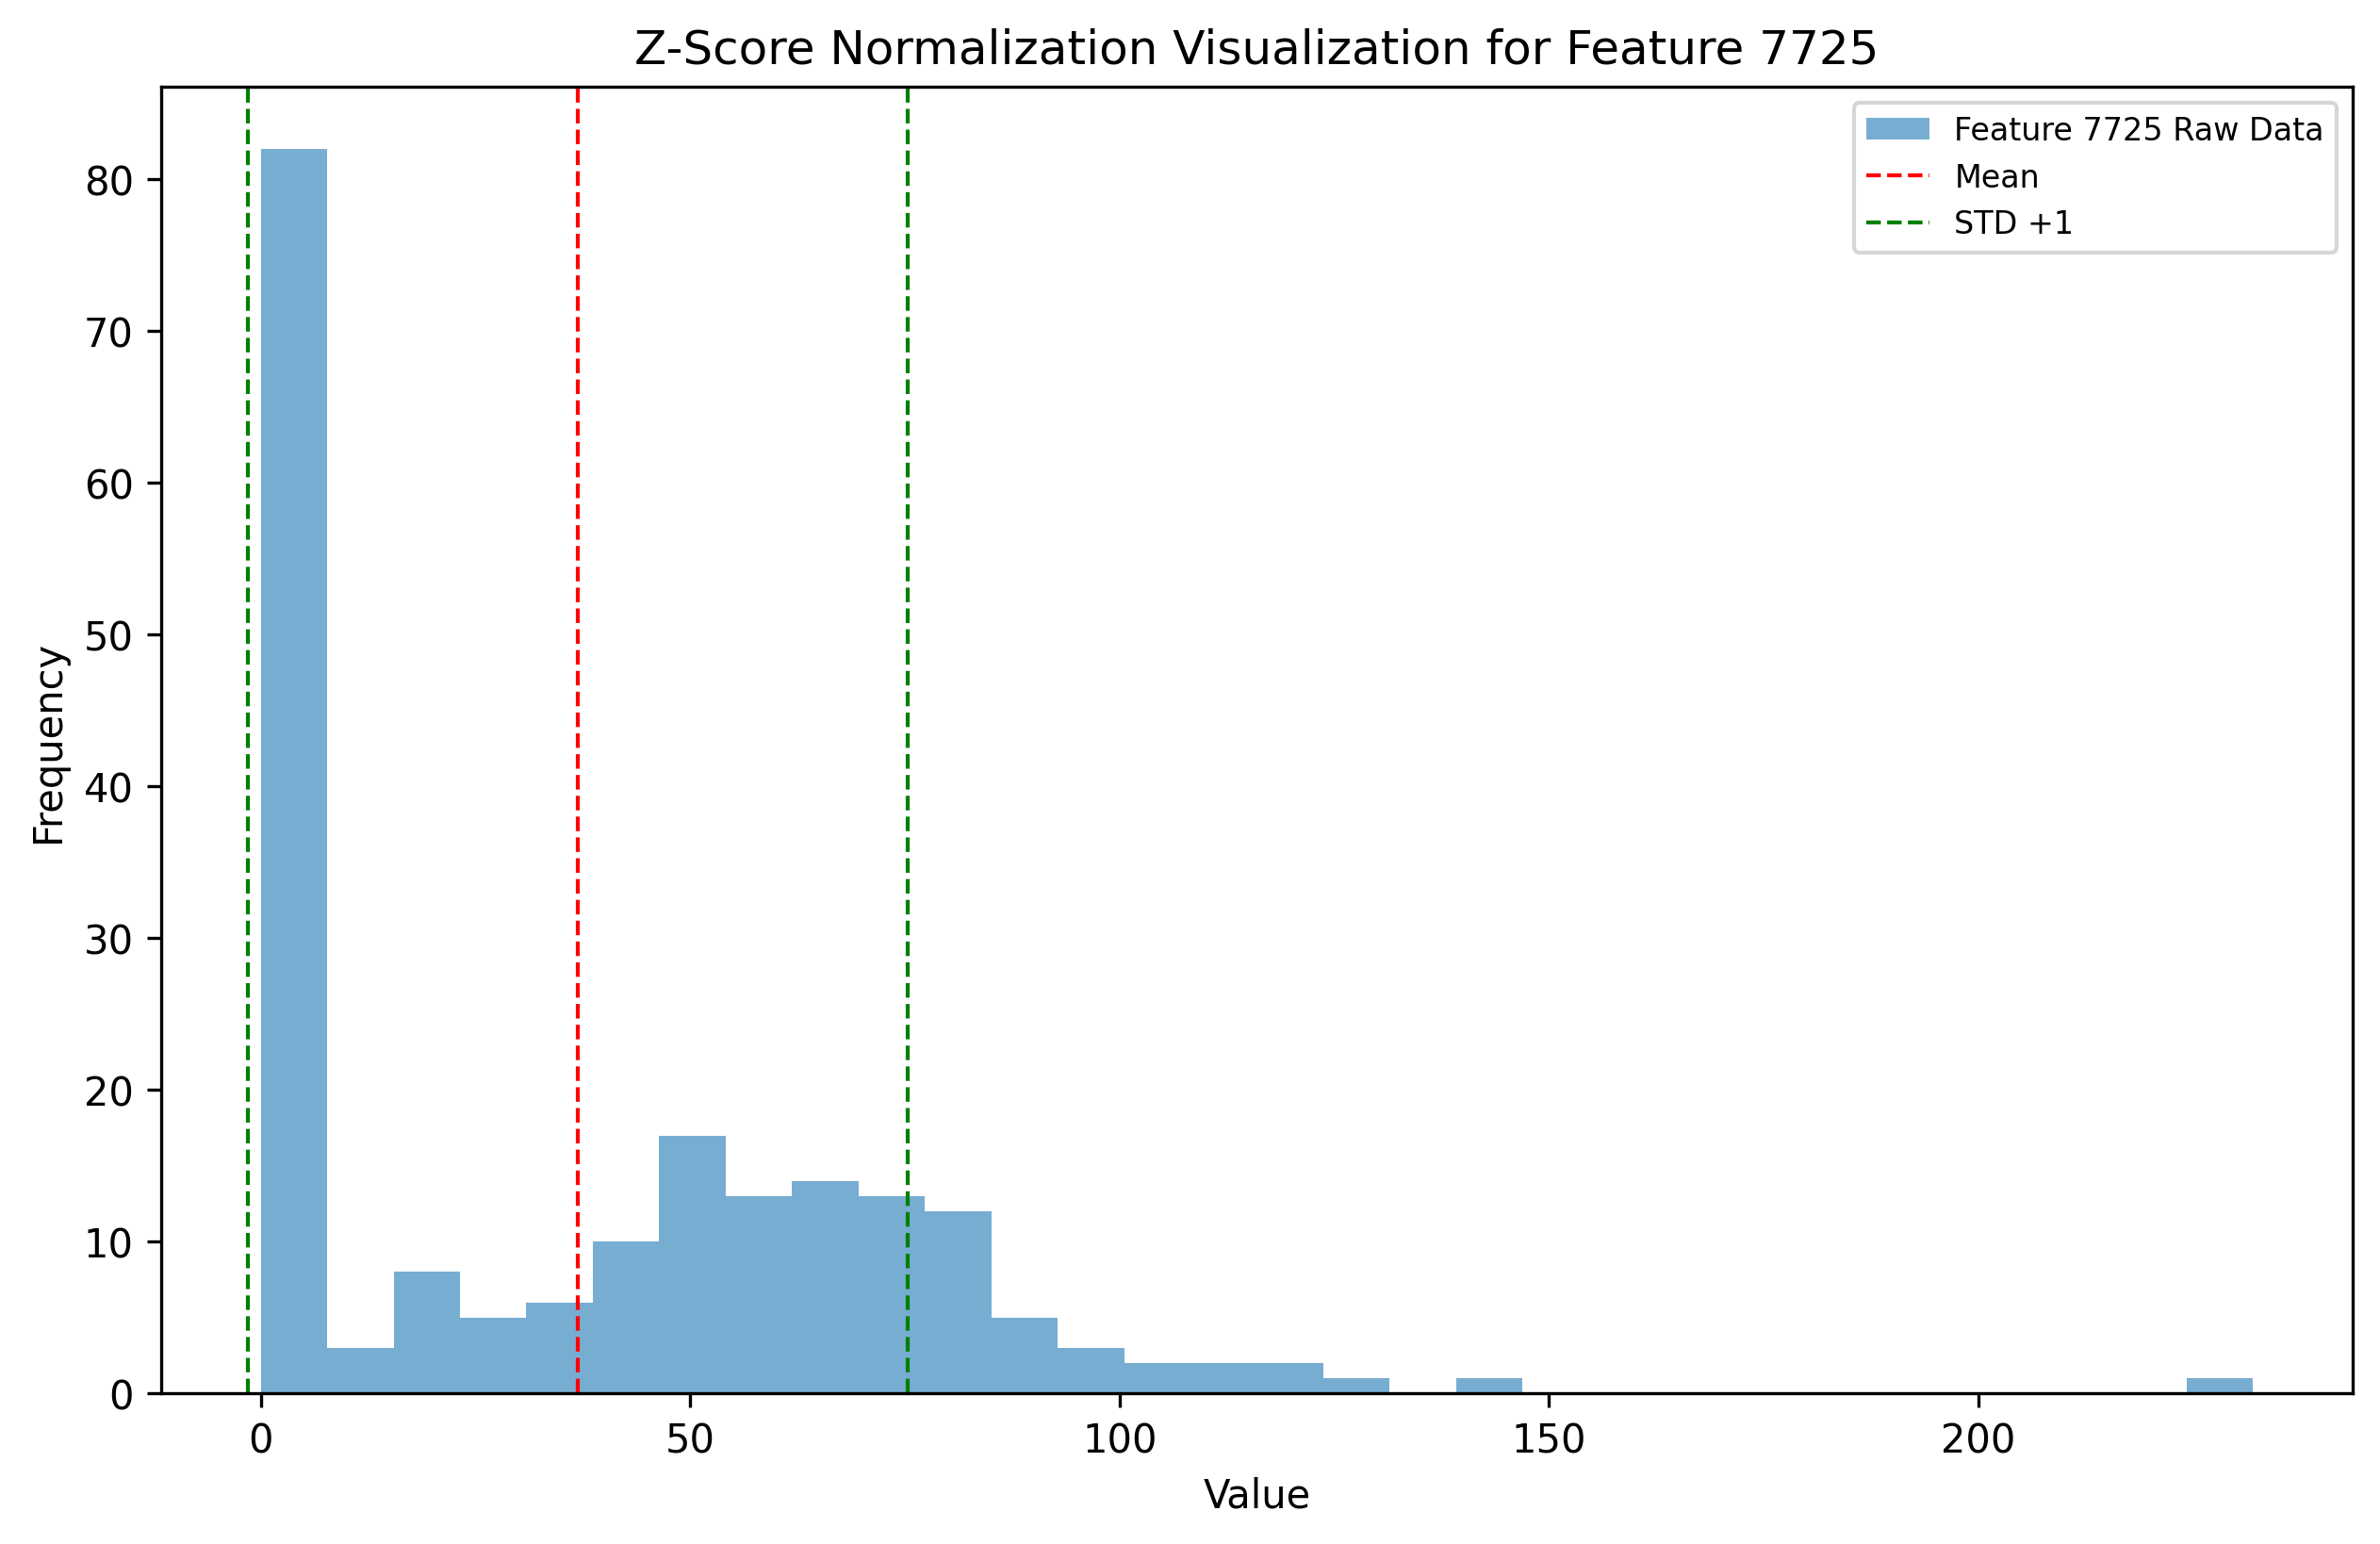 Z-Score Normalization Visualization for Feature 7725
Feature 7725 Raw Data
Mean
STD +1
80
70
60
50
40
30
20
10
0
Frequency
0 50 100 150 200
Value